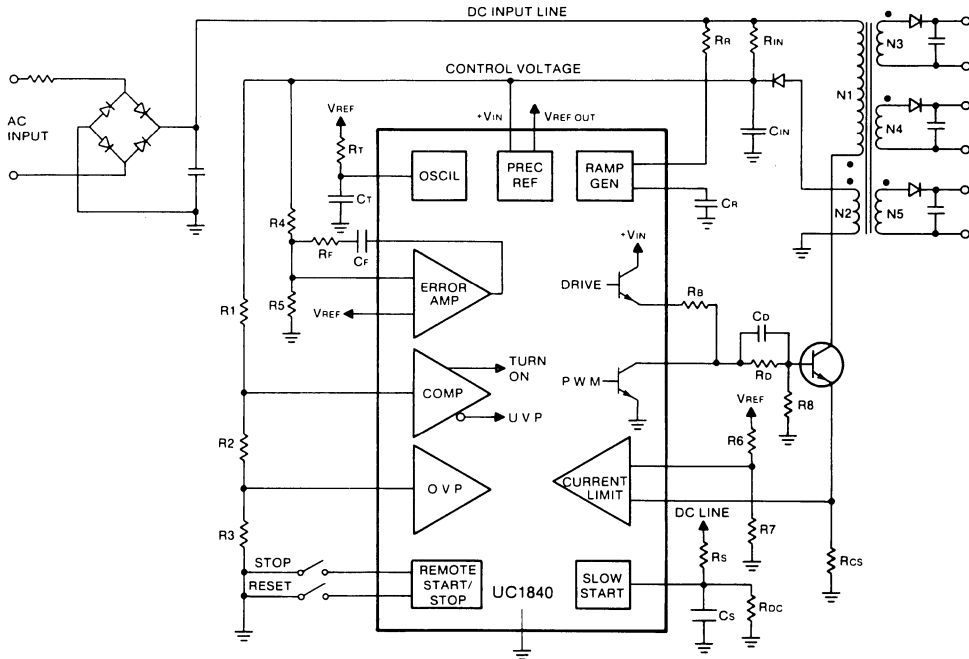 DC INPUT LINE
RR
RIN
N3
CONTROL VOLTAGE
N1
AC
INPUT
VREF
+VIN
VREF OUT
CIN
N4
RT
OSCIL
PREC
REF
RAMP
GEN
CT
CR
N2
N5
R4
RF
CF
+VIN
ERROR
AMP
DRIVE
RB
R5
R1
VREF
CD
TURN
ON
RD
COMP
PWM
UVP
VREF
R8
R2
R6
OVP
CURRENT
LIMIT
DC LINE
R7
R3
RS
RCS
STOP
REMOTE
START/
STOP
RESET
UC1840
SLOW
START
CS
RDC